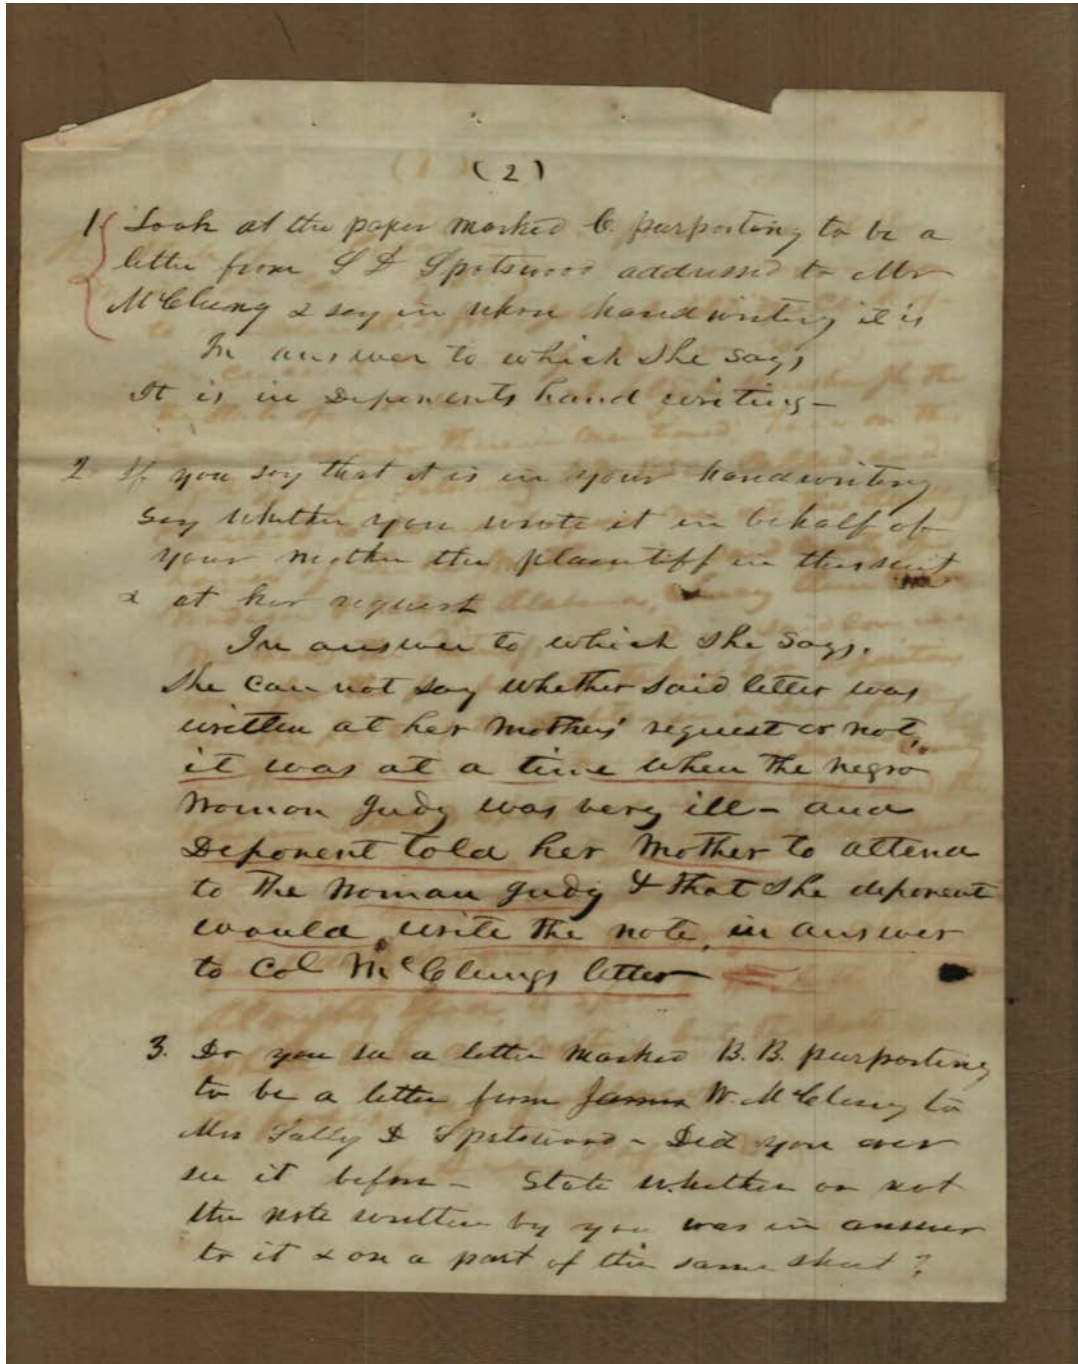 (2)
1 Look at the paper marked C. purporting to be a
letter from S D Spotswood addressed to Mr
McClung & say in whose handwriting it is
In answer to which she says
It is in Deponents hand writing—
2 If you say that it is in your handwriting
say whether you wrote it in behalf of
your mother the plaintiff in this suit
& at her request
In answer to which she says.
She can not say whether said letter was
written at her mothers' request or not,
it was at a time when the negro
woman Judy was very ill - and
Deponent told her mother to attend
to the woman Judy & that she deponent
would write the note, in answer
to Col McClungs letter
3. Do you see a letter marked B.B. purporting
to be a letter from James W. McClung to
Mrs Sally D Spotswood - Did you ever
see it before - State whether or not
the note written by you was in answer
to it & on a part of the same sheet?